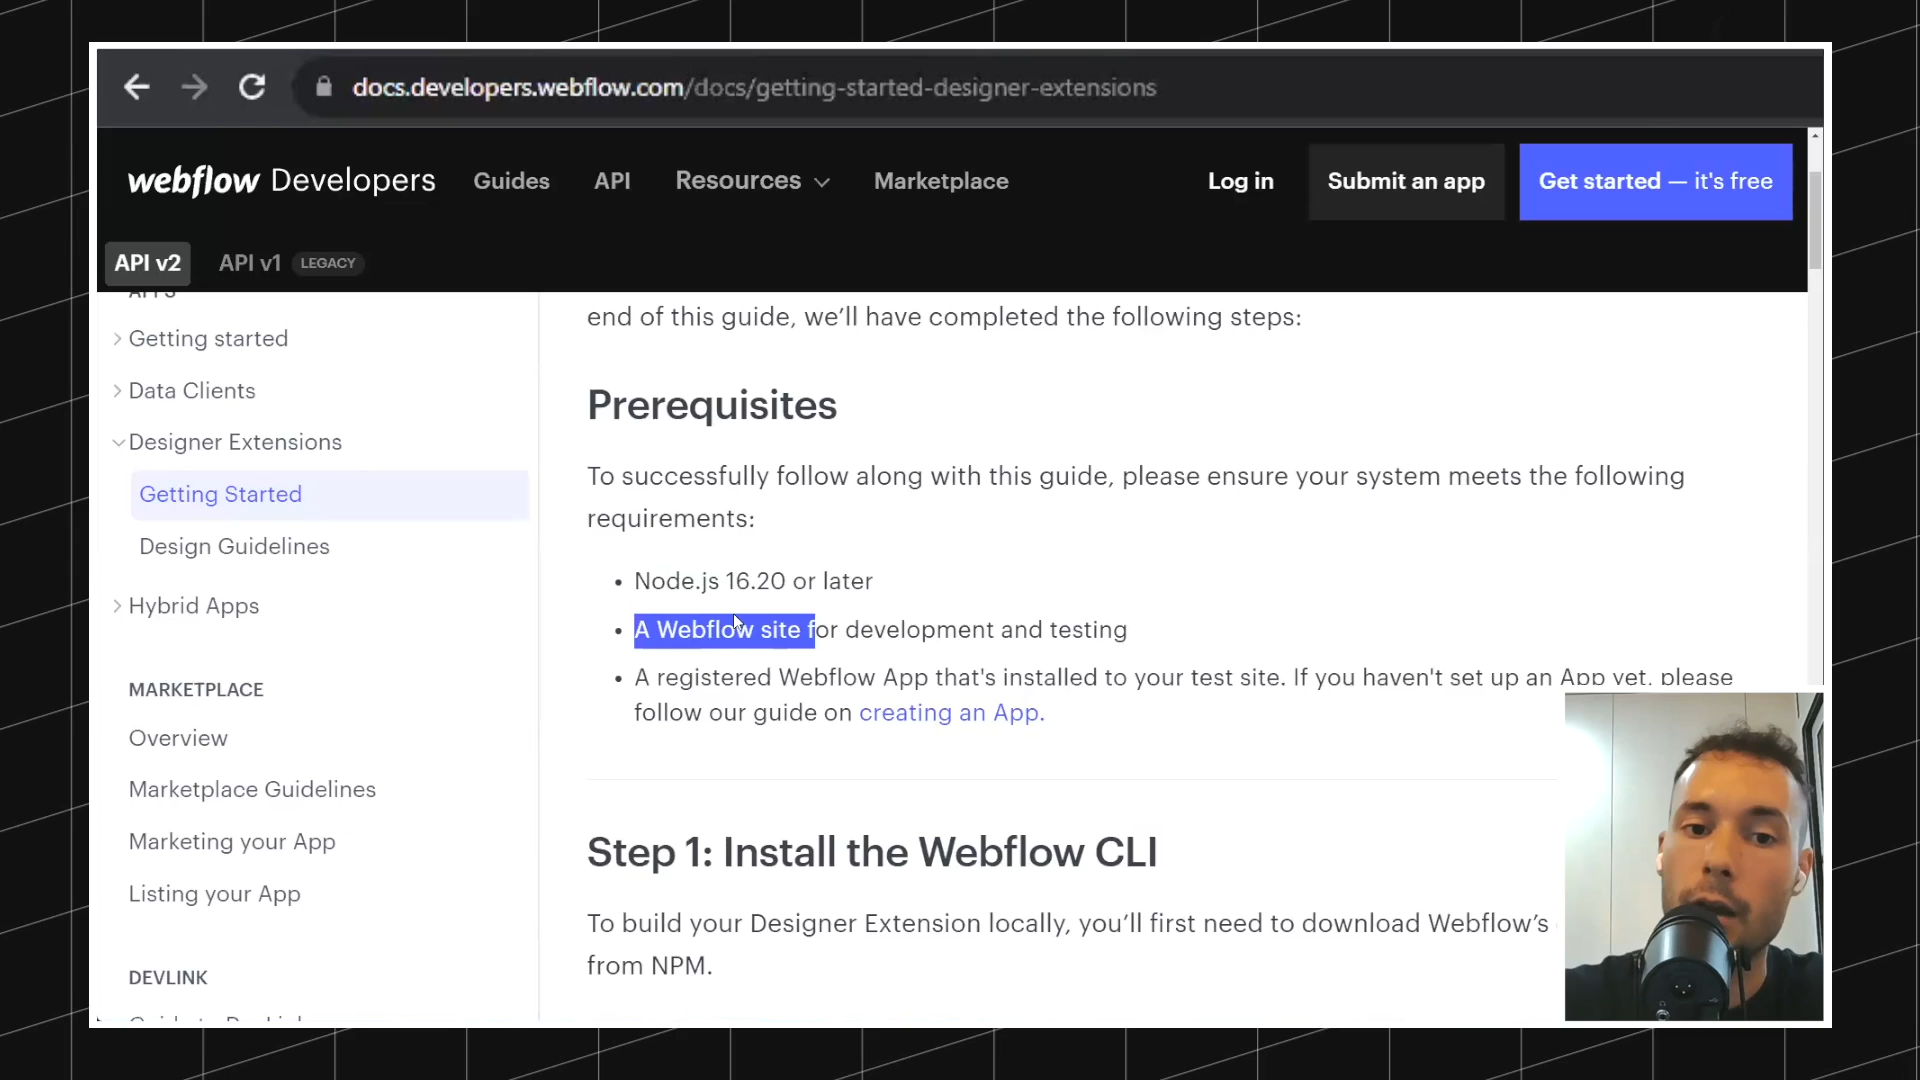 docs.developers.webflow.com/docs/getting-started-designer-extensions
webflow Developers Guides API Resources Marketplace Log in Submit an app Get started — it's free
API v2 API v1 LEGACY
APPS
Getting started
Data Clients
Designer Extensions
Getting Started
Design Guidelines
Hybrid Apps
MARKETPLACE
Overview
Marketplace Guidelines
Marketing your App
Listing your App
DEVLINK
end of this guide, we’ll have completed the following steps:
Prerequisites
To successfully follow along with this guide, please ensure your system meets the following
requirements:
• Node.js 16.20 or later
• A Webflow site for development and testing
• A registered Webflow App that's installed to your test site. If you haven't set up an App yet, please
follow our guide on creating an App.
Step 1: Install the Webflow CLI
To build your Designer Extension locally, you’ll first need to download Webflow’s
from NPM.